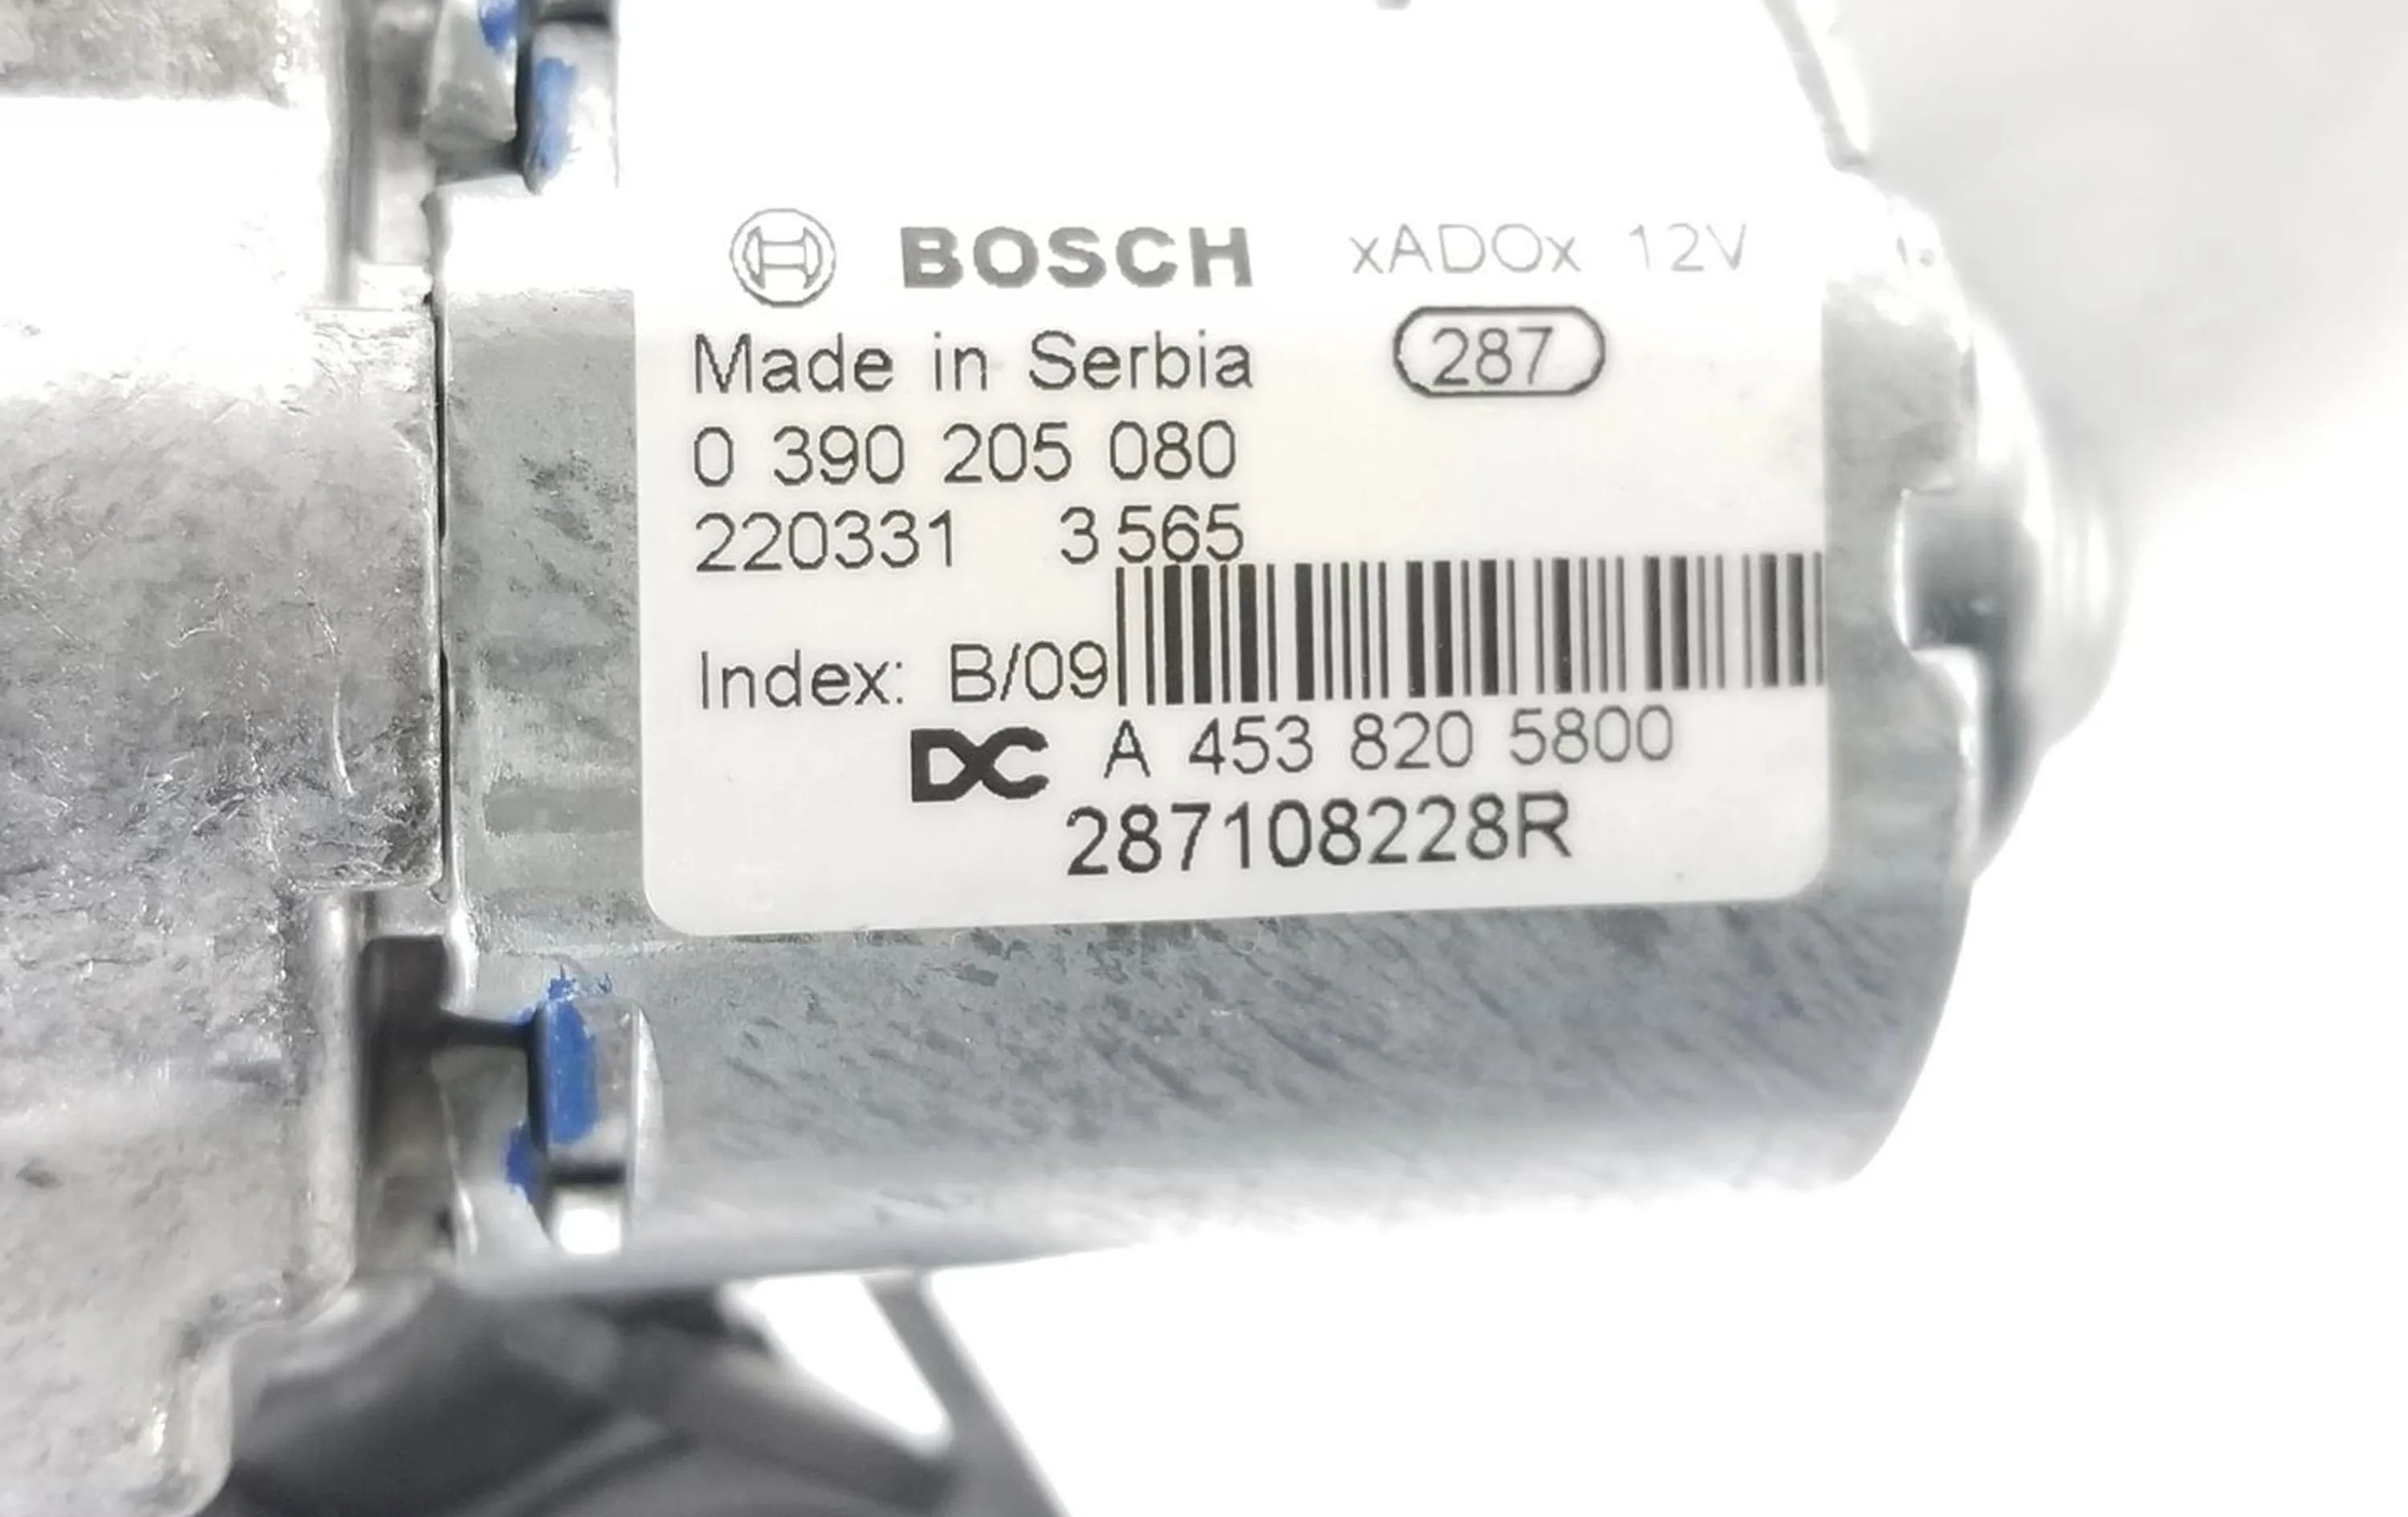 BOSCH xADOx 12V
Made in Serbia 287
0 390 205 080
220331 3565
Index: B/09
DC A 453 820 5800
287108228R